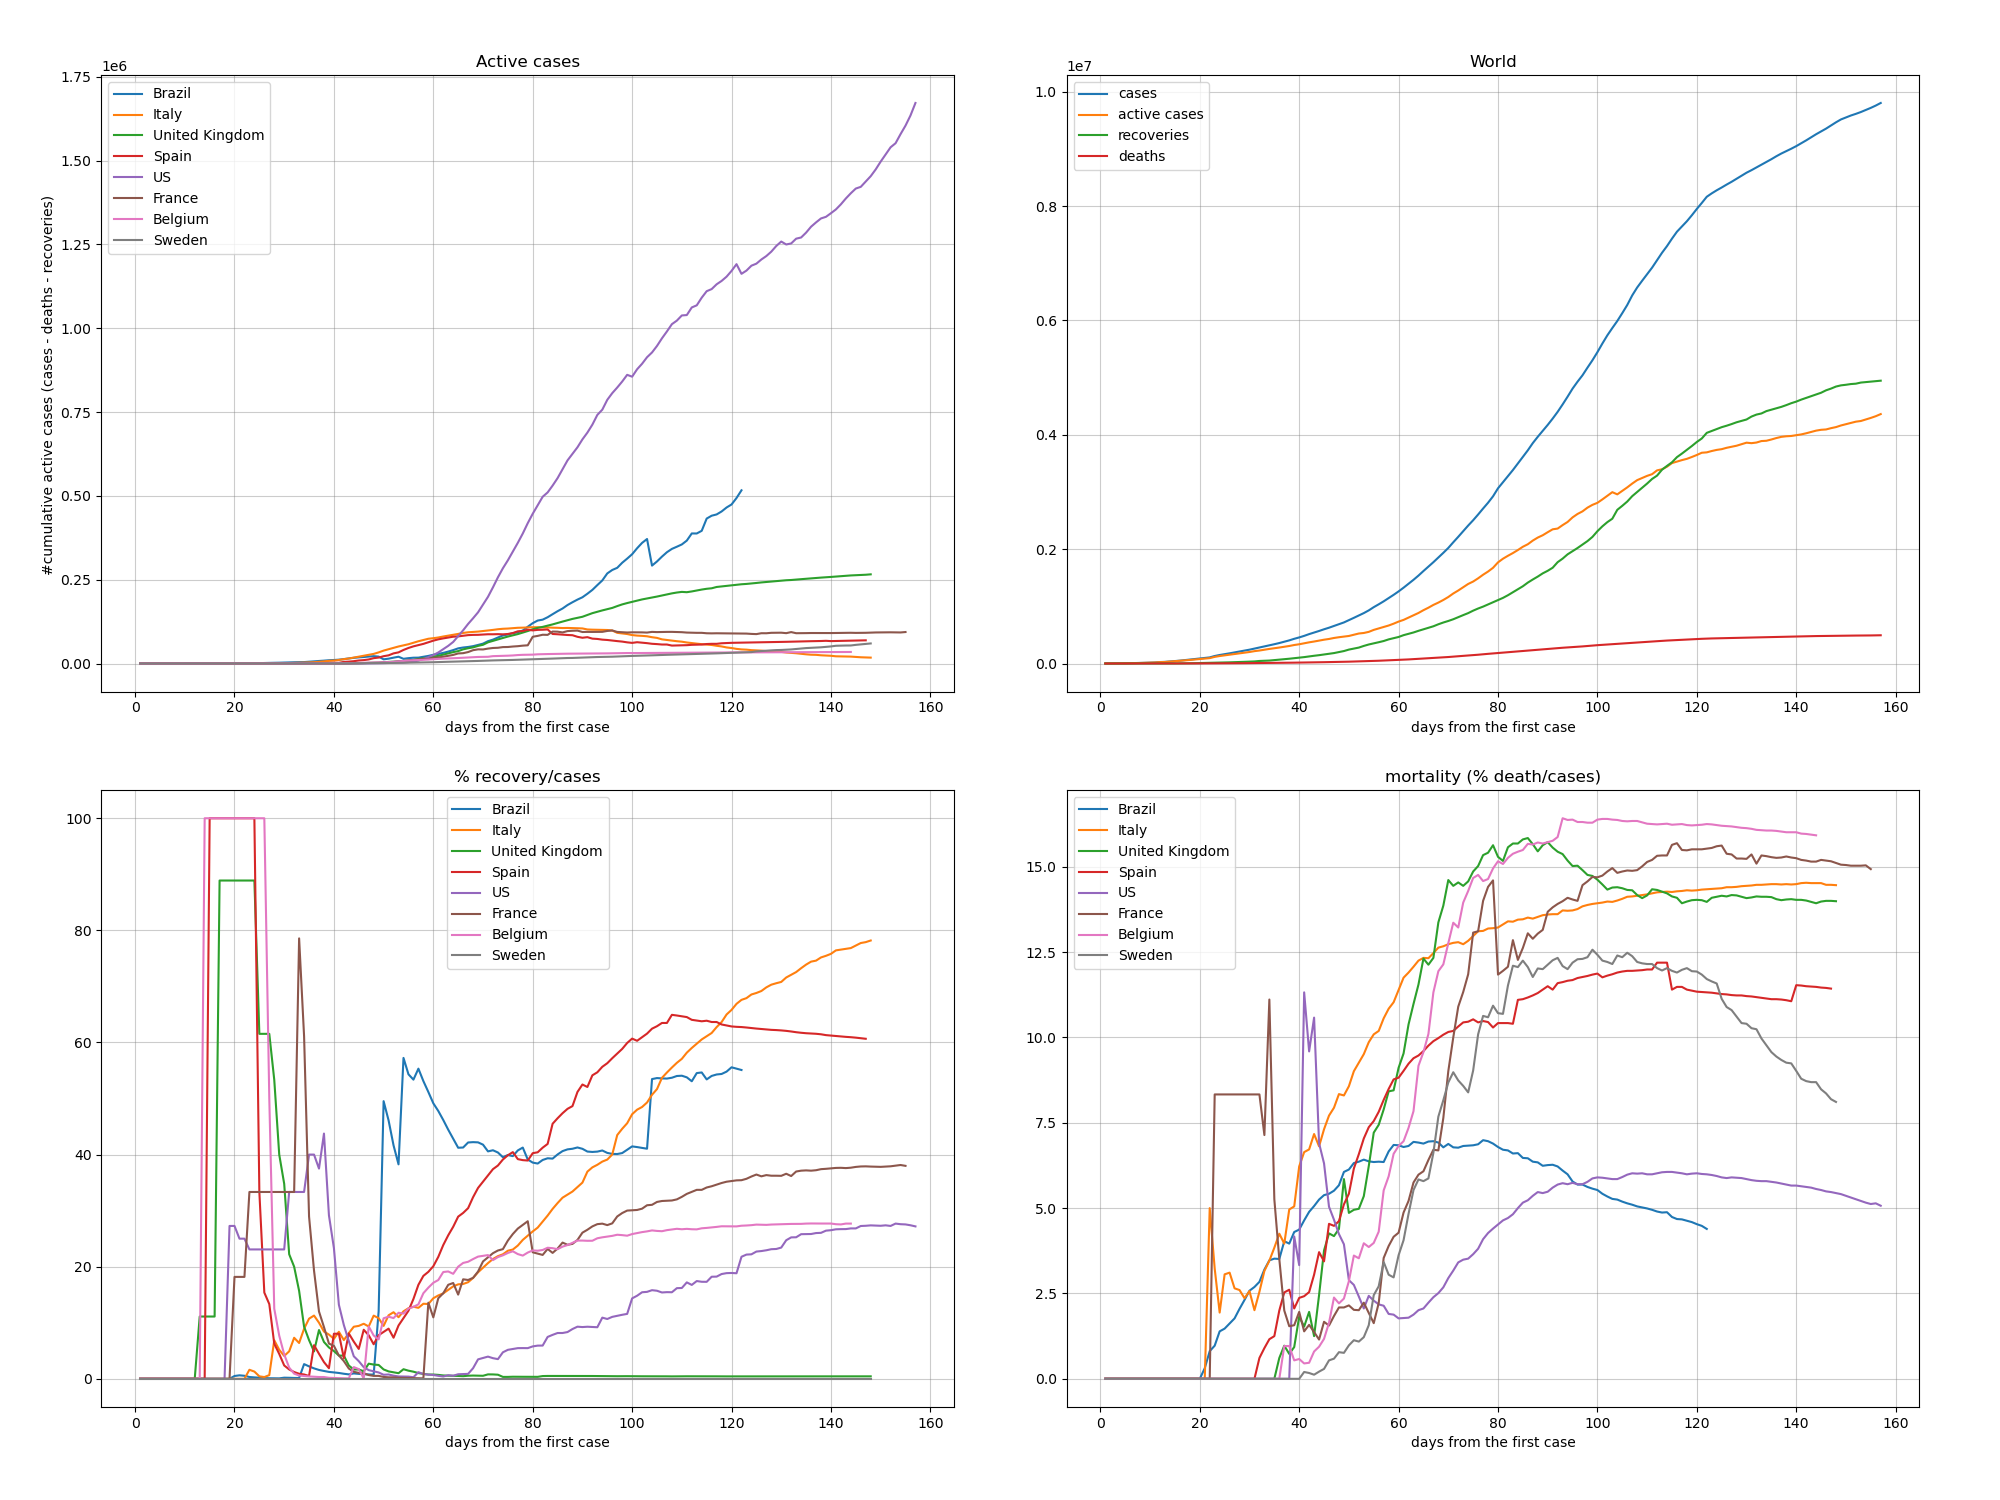 Active cases
1e6
1.75
1.50
1.25
1.00
0.75
0.50
0.25
0.00
#cumulative active cases (cases - deaths - recoveries)
Brazil
Italy
United Kingdom
Spain
US
France
Belgium
Sweden
0 20 40 60 80 100 120 140 160
days from the first case
World
1e7
1.0
0.8
0.6
0.4
0.2
0.0
cases
active cases
recoveries
deaths
0 20 40 60 80 100 120 140 160
days from the first case
% recovery/cases
100
80
60
40
20
0
Brazil
Italy
United Kingdom
Spain
US
France
Belgium
Sweden
0 20 40 60 80 100 120 140 160
days from the first case
mortality (% death/cases)
15.0
12.5
10.0
7.5
5.0
2.5
0.0
Brazil
Italy
United Kingdom
Spain
US
France
Belgium
Sweden
0 20 40 60 80 100 120 140 160
days from the first case